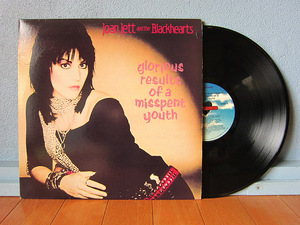 joan jett and the Blackhearts
glorious
results
of a
misspent
youth